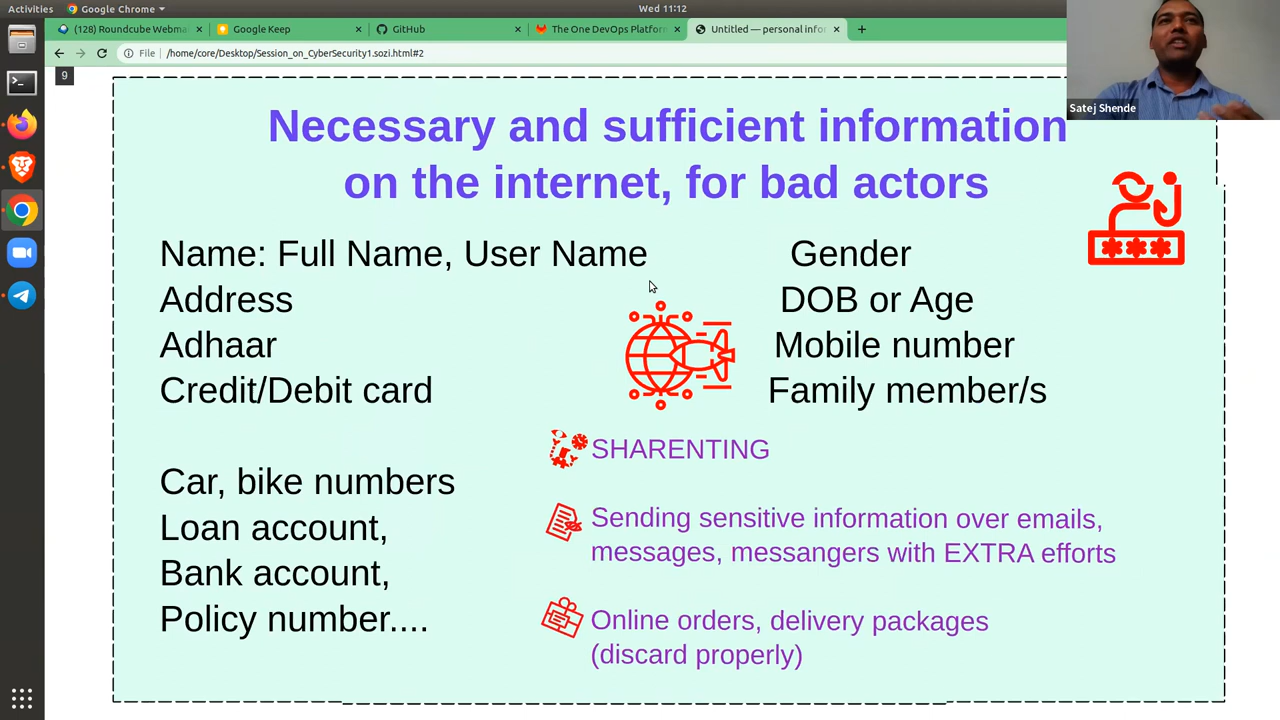 Activities
Google Chrome
Wed 11:12
(128) Roundcube Webma
Google Keep
GitHub
The One DevOps Platfor
Untitled — personal info
File
/home/core/Desktop/Session_on_CyberSecurity1.sozi.html#2
Satej Shende
9
Necessary and sufficient information
on the internet, for bad actors
Name: Full Name, User Name
Address
Adhaar
Credit/Debit card
Gender
DOB or Age
Mobile number
Family member/s
Car, bike numbers
Loan account,
Bank account,
Policy number....
SHARENTING
Sending sensitive information over emails,
messages, messangers with EXTRA efforts
Online orders, delivery packages
(discard properly)